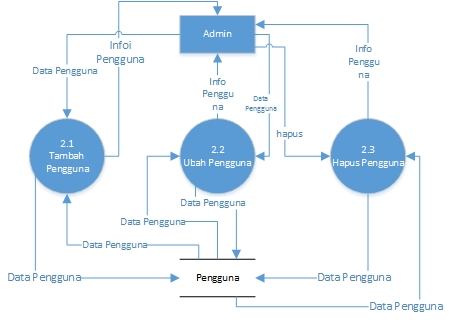 Admin
Infoi
Pengguna
Data Pengguna
Info
Penggu
na
Data
Pengguna
hapus
Info
Penggu
na
2.1
Tambah
Pengguna
2.2
Ubah Pengguna
2.3
Hapus Pengguna
Data Pengguna
Data Pengguna
Data Pengguna
Data Pengguna
Pengguna
Data Pengguna
Data Pengguna